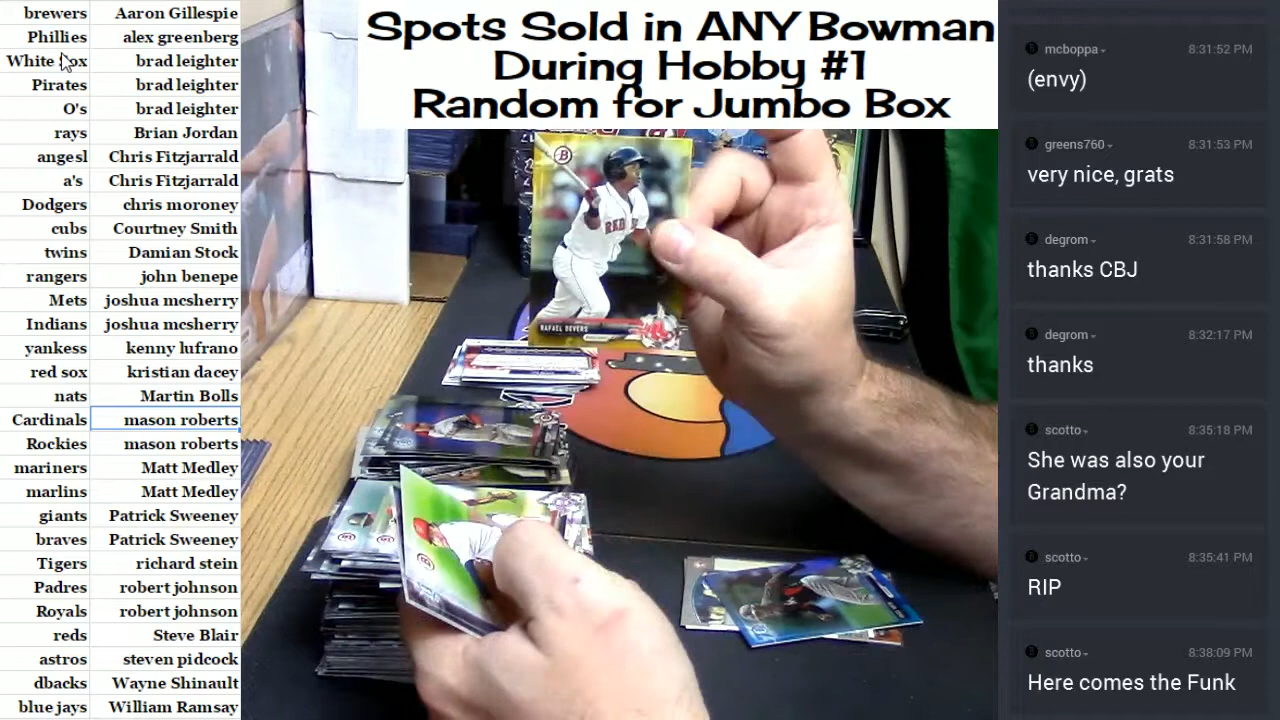 brewers Aaron Gillespie
Phillies alex greenberg
White Sox brad leighter
Pirates brad leighter
O's brad leighter
rays Brian Jordan
angesl Chris Fitzjarrald
a's Chris Fitzjarrald
Dodgers chris moroney
cubs Courtney Smith
twins Damian Stock
rangers john benepe
Mets joshua mcsherry
Indians joshua mcsherry
yankess kenny lufrano
red sox kristian dacey
nats Martin Bolls
Cardinals mason roberts
Rockies mason roberts
mariners Matt Medley
marlins Matt Medley
giants Patrick Sweeney
braves Patrick Sweeney
Tigers richard stein
Padres robert johnson
Royals robert johnson
reds Steve Blair
astros steven pidcock
dbacks Wayne Shinault
blue jays William Ramsay
Spots Sold in ANY Bowman
During Hobby #1
Random for Jumbo Box
B
RED
RAFAEL DEVERS
mcboppa 8:31:52 PM
(envy)
greens760 8:31:53 PM
very nice, grats
degrom 8:31:58 PM
thanks CBJ
degrom 8:32:17 PM
thanks
scotto 8:35:18 PM
She was also your
Grandma?
scotto 8:35:41 PM
RIP
scotto 8:38:09 PM
Here comes the Funk